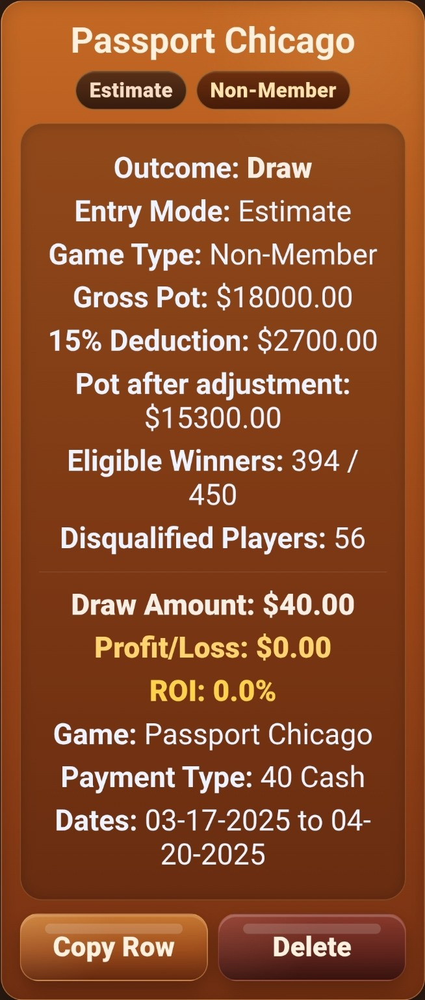 Passport Chicago
Estimate Non-Member
Outcome: Draw
Entry Mode: Estimate
Game Type: Non-Member
Gross Pot: $18000.00
15% Deduction: $2700.00
Pot after adjustment:
$15300.00
Eligible Winners: 394 /
450
Disqualified Players: 56
Draw Amount: $40.00
Profit/Loss: $0.00
ROI: 0.0%
Game: Passport Chicago
Payment Type: 40 Cash
Dates: 03-17-2025 to 04-
20-2025
Copy Row Delete